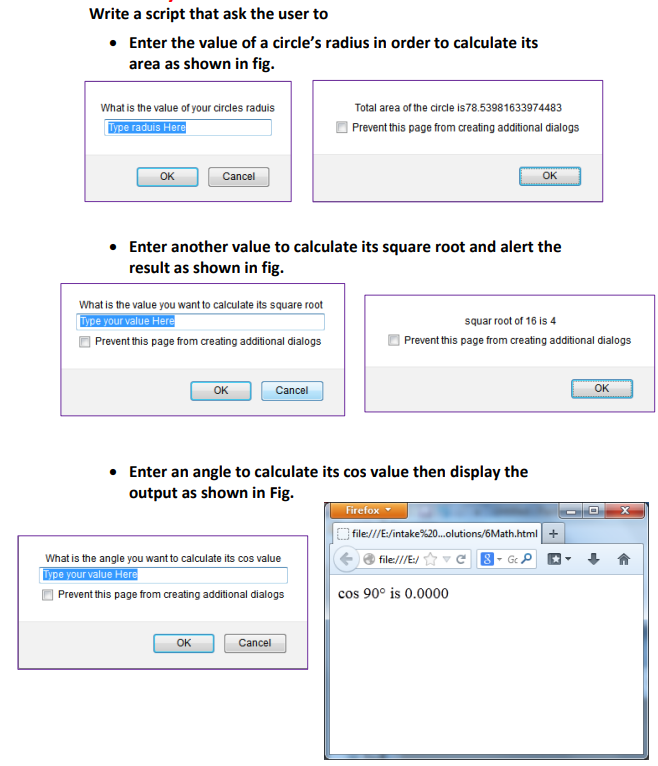 Write a script that ask the user to
• Enter the value of a circle's radius in order to calculate its
area as shown in fig.
What is the value of your circles raduis
Type raduis Here
OK Cancel
Total area of the circle is78.53981633974483
Prevent this page from creating additional dialogs
OK
• Enter another value to calculate its square root and alert the
result as shown in fig.
What is the value you want to calculate its square root
Type your value Here
Prevent this page from creating additional dialogs
OK Cancel
squar root of 16 is 4
Prevent this page from creating additional dialogs
OK
• Enter an angle to calculate its cos value then display the
output as shown in Fig.
What is the angle you want to calculate its cos value
Type your value Here
Prevent this page from creating additional dialogs
OK Cancel
Firefox
file:///E:/intake%20...olutions/6Math.html
file:///E:/ 8 Gc
cos 90° is 0.0000